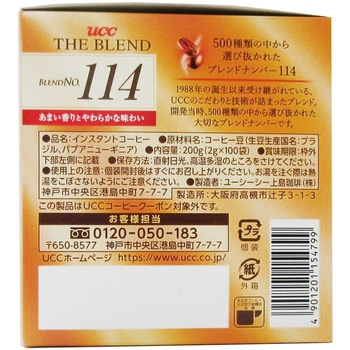 UCC
THE BLEND
BLEND NO. 114
あまい香りとやわらかな味わい
500種類の中から
選び抜かれた
ブレンドナンバー114
1988年の誕生以来受け継がれている、
UCCのこだわりと技術が詰まったブレンド。
開発当時、500種類の中から選び抜かれた
大切なブレンドナンバーです。
●品名:インスタントコーヒー ●原材料名:コーヒー豆(生豆生産国名:ブラ
ジル、パプアニューギニア) ●内容量:200g(2g×100袋) ●賞味期限:枠外
下部左側に記載 ●保存方法:直射日光、高温多湿のところをさけてください。
●使用上の注意:個装開封後はすぐにお召し上がりください。お湯を注ぐ際は熱
湯をこぼさないようにご注意ください。 ●製造者:ユーシーシー上島珈琲(株)
神戸市中央区港島中町7-7-7 製造所:大阪府高槻市辻子3-1-3
この製品はUCCコーヒークーポン対象外です。
お客様担当
0120-050-183
〒650-8577 神戸市中央区港島中町7-7-7
UCCホームページ https://www.ucc.co.jp/
プラ
個装
紙
外箱
4901201154799